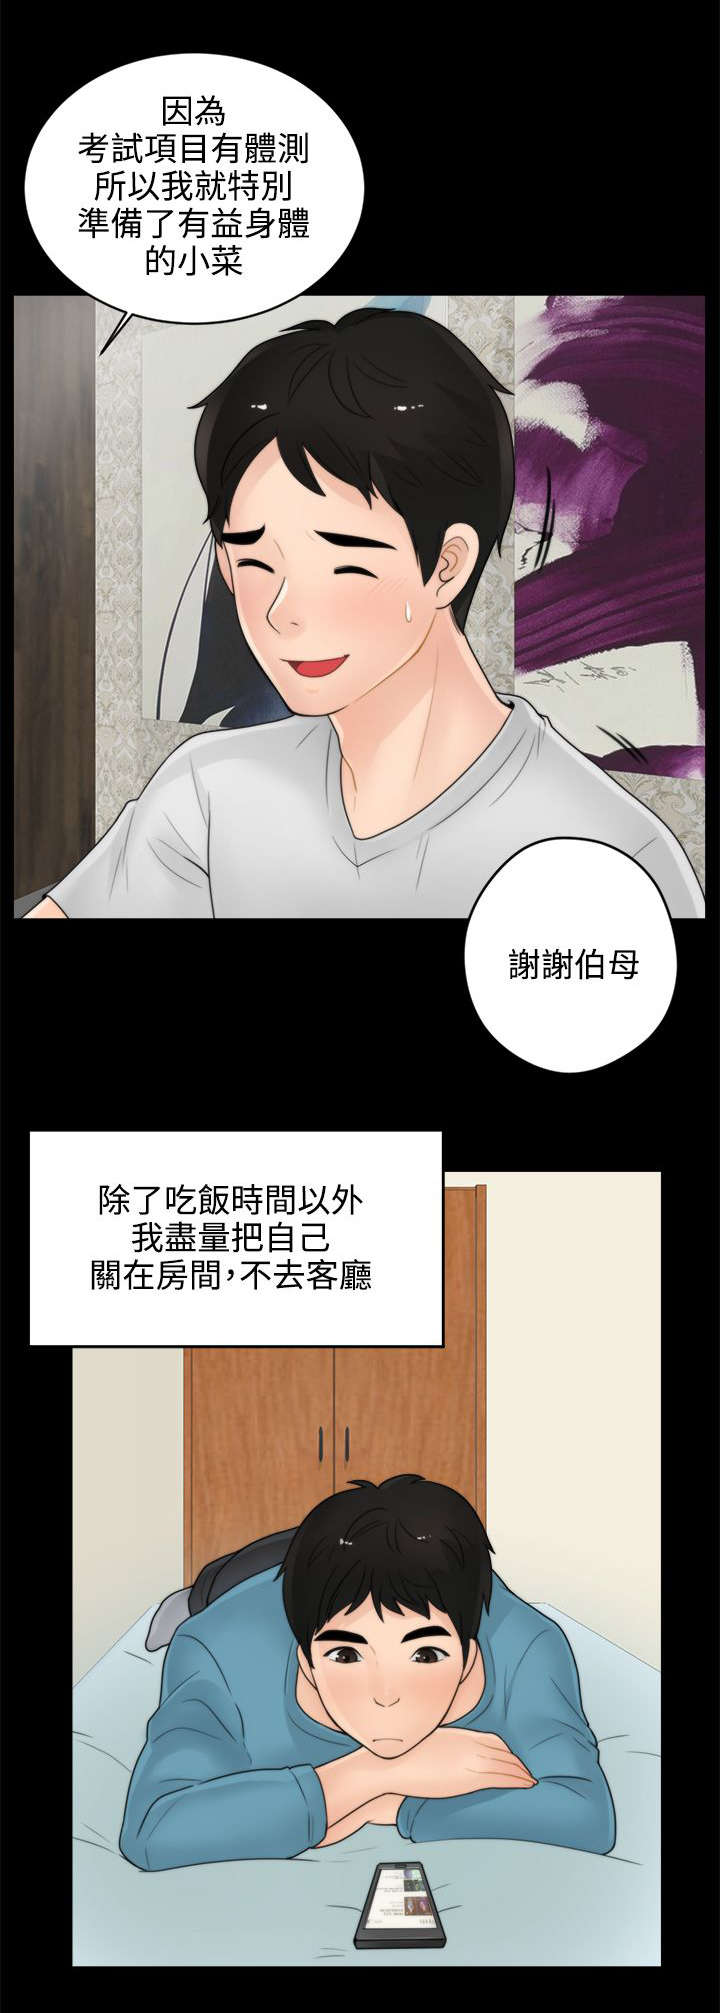 因為
考試項目有體測
所以我就特別
準備了有益身體
的小菜
謝謝伯母
除了吃飯時間以外
我盡量把自己
關在房間，不去客廳